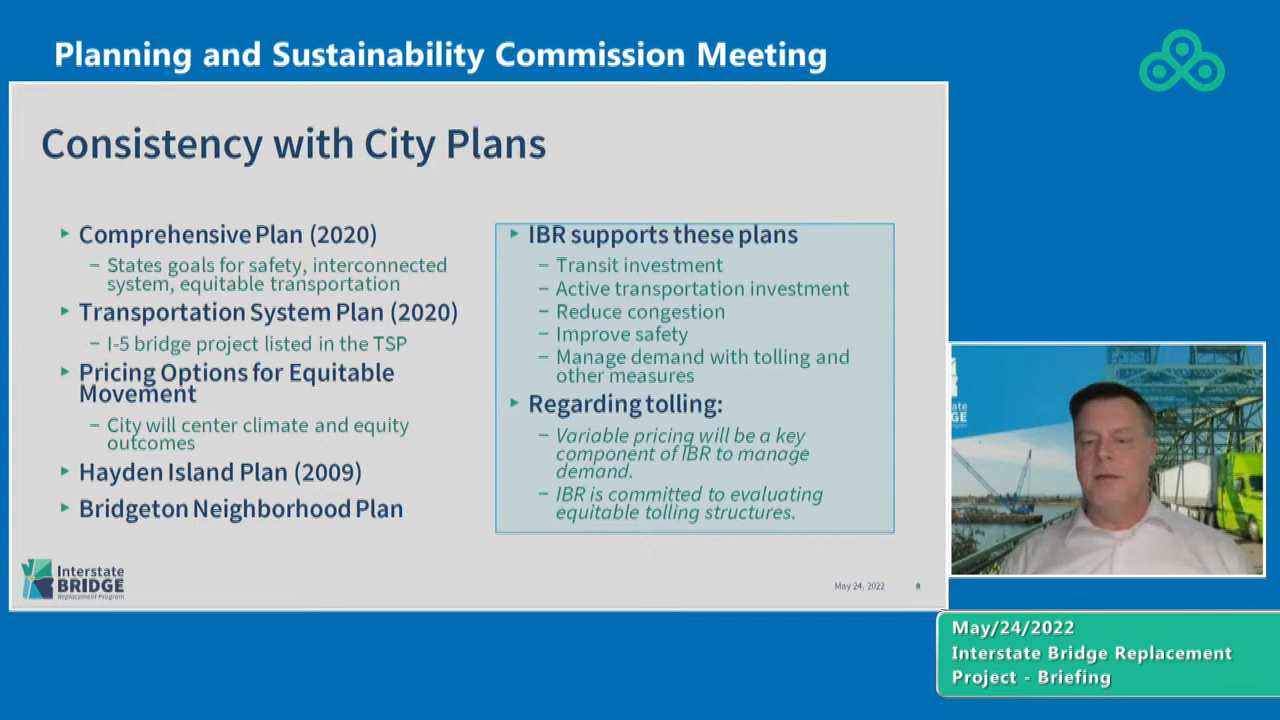 Planning and Sustainability Commission Meeting
Consistency with City Plans
Comprehensive Plan (2020)
– States goals for safety, interconnected
system, equitable transportation
Transportation System Plan (2020)
– I-5 bridge project listed in the TSP
Pricing Options for Equitable
Movement
– City will center climate and equity
outcomes
Hayden Island Plan (2009)
Bridgeton Neighborhood Plan
IBR supports these plans
– Transit investment
– Active transportation investment
– Reduce congestion
– Improve safety
– Manage demand with tolling and
other measures
Regarding tolling:
– Variable pricing will be a key
component of IBR to manage
demand.
– IBR is committed to evaluating
equitable tolling structures.
Interstate
BRIDGE
Replacement Program
May 24, 2022
8
May/24/2022
Interstate Bridge Replacement
Project - Briefing